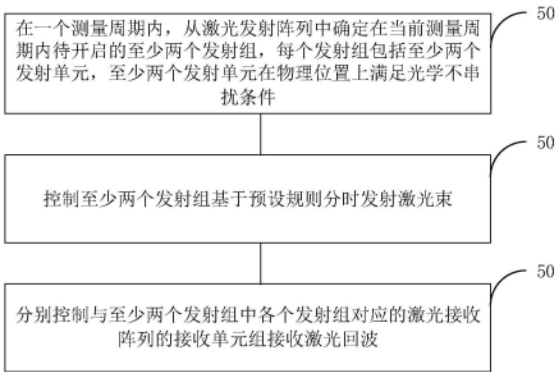 在一个测量周期内，从激光发射阵列中确定在当前测量周
期内待开启的至少两个发射组，每个发射组包括至少两个
发射单元，至少两个发射单元在物理位置上满足光学不串
扰条件
50
控制至少两个发射组基于预设规则分时发射激光束
50
分别控制与至少两个发射组中各个发射组对应的激光接收
阵列的接收单元组接收激光回波
50